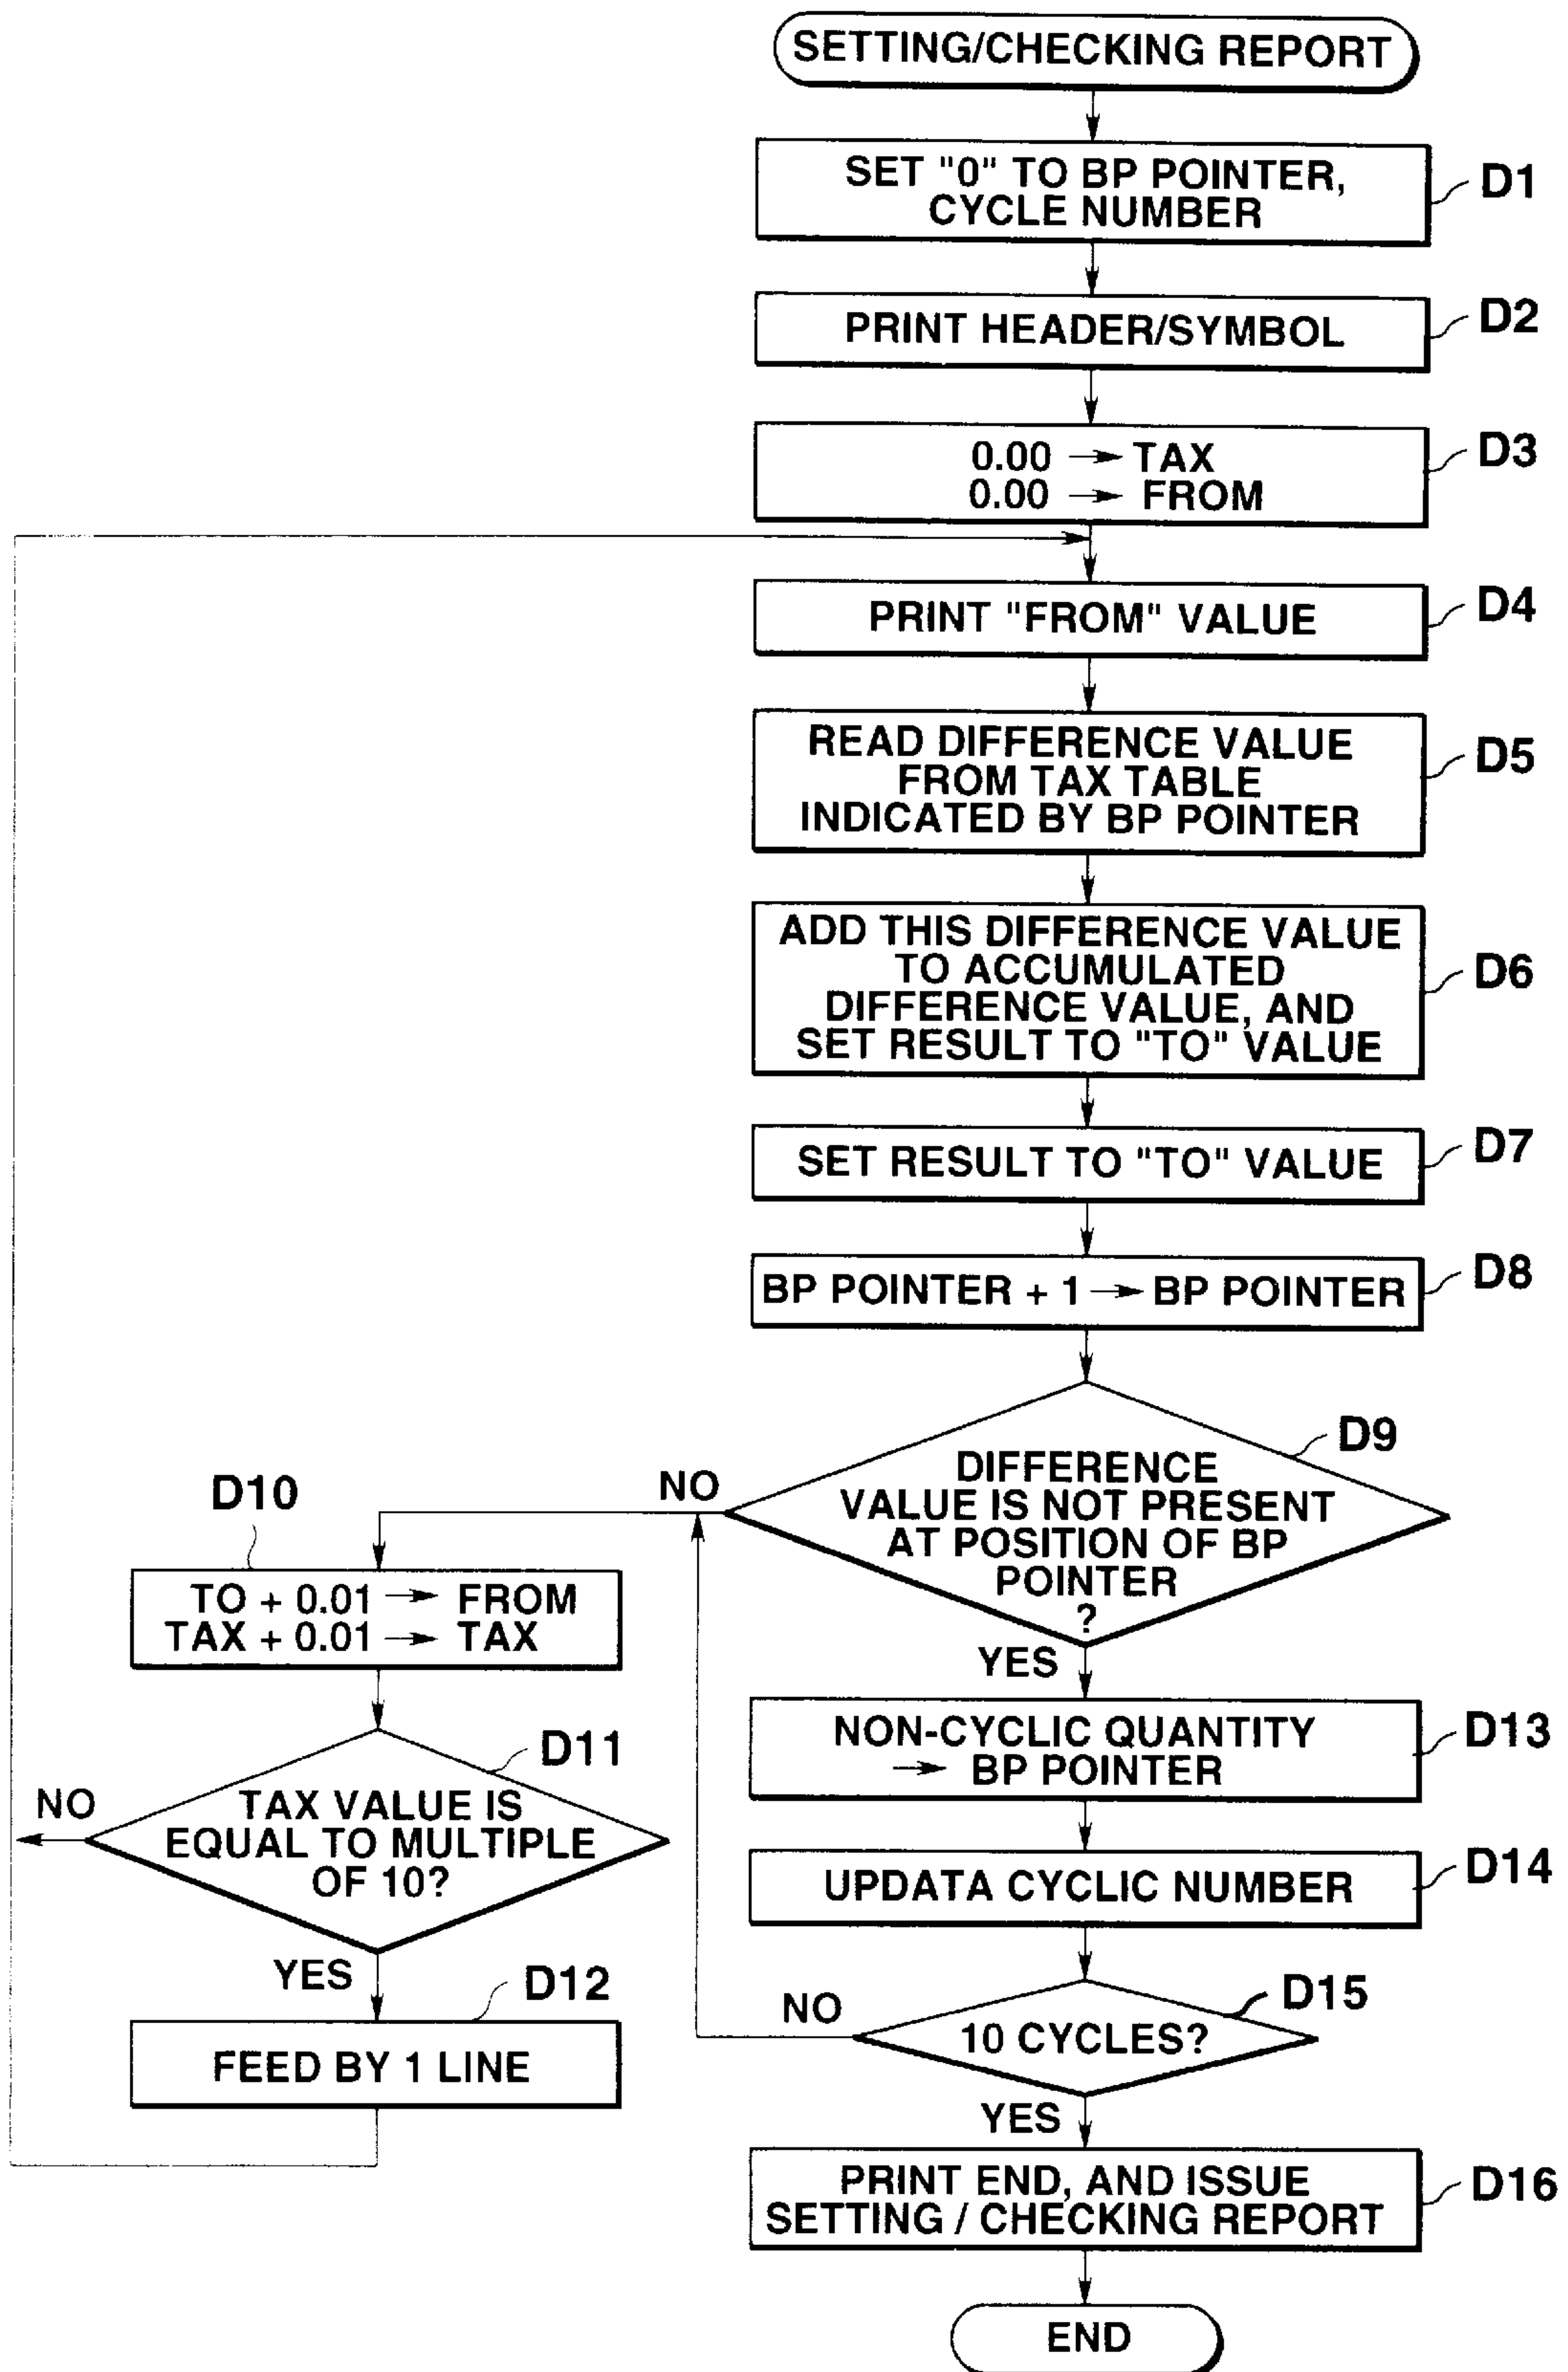 SETTING/CHECKING REPORT
SET "0" TO BP POINTER,
CYCLE NUMBER
D1
PRINT HEADER/SYMBOL
D2
0.00 → TAX
0.00 → FROM
D3
PRINT "FROM" VALUE
D4
READ DIFFERENCE VALUE
FROM TAX TABLE
INDICATED BY BP POINTER
D5
ADD THIS DIFFERENCE VALUE
TO ACCUMULATED
DIFFERENCE VALUE, AND
SET RESULT TO "TO" VALUE
D6
SET RESULT TO "TO" VALUE
D7
BP POINTER + 1 → BP POINTER
D8
D9
DIFFERENCE
VALUE IS NOT PRESENT
AT POSITION OF BP
POINTER
?
NO
YES
D10
TO + 0.01 → FROM
TAX + 0.01 → TAX
D11
TAX VALUE IS
EQUAL TO MULTIPLE
OF 10?
NO
YES
D12
FEED BY 1 LINE
NON-CYCLIC QUANTITY
→ BP POINTER
D13
UPDATA CYCLIC NUMBER
D14
D15
10 CYCLES?
NO
YES
PRINT END, AND ISSUE
SETTING / CHECKING REPORT
D16
END